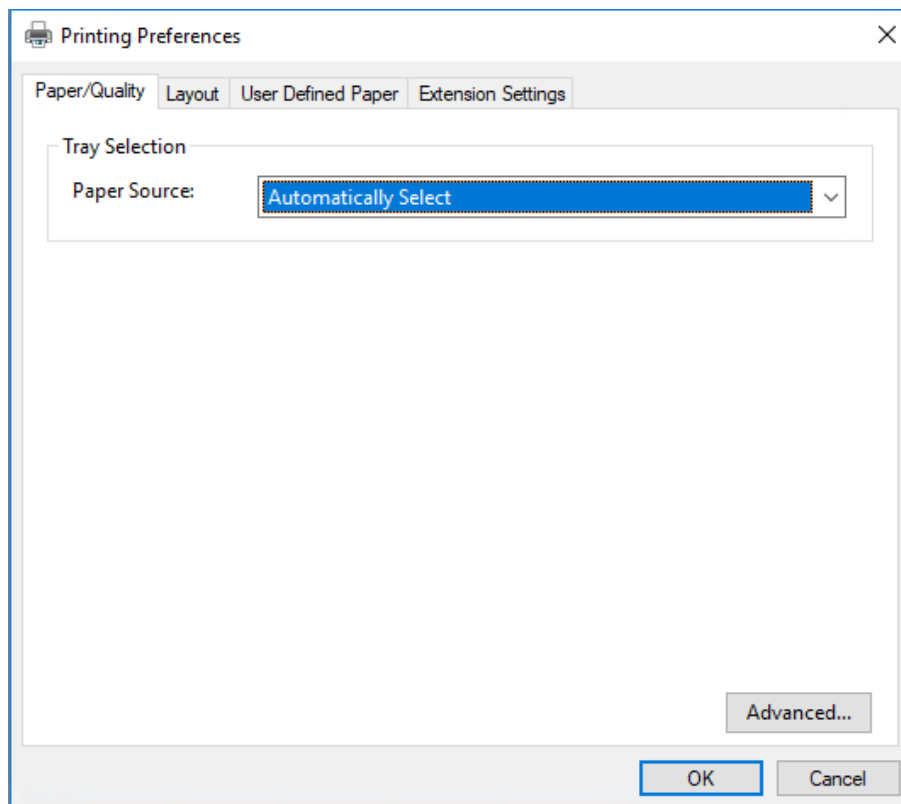 Printing Preferences
Paper/Quality Layout User Defined Paper Extension Settings
Tray Selection
Paper Source: Automatically Select
Advanced...
OK Cancel